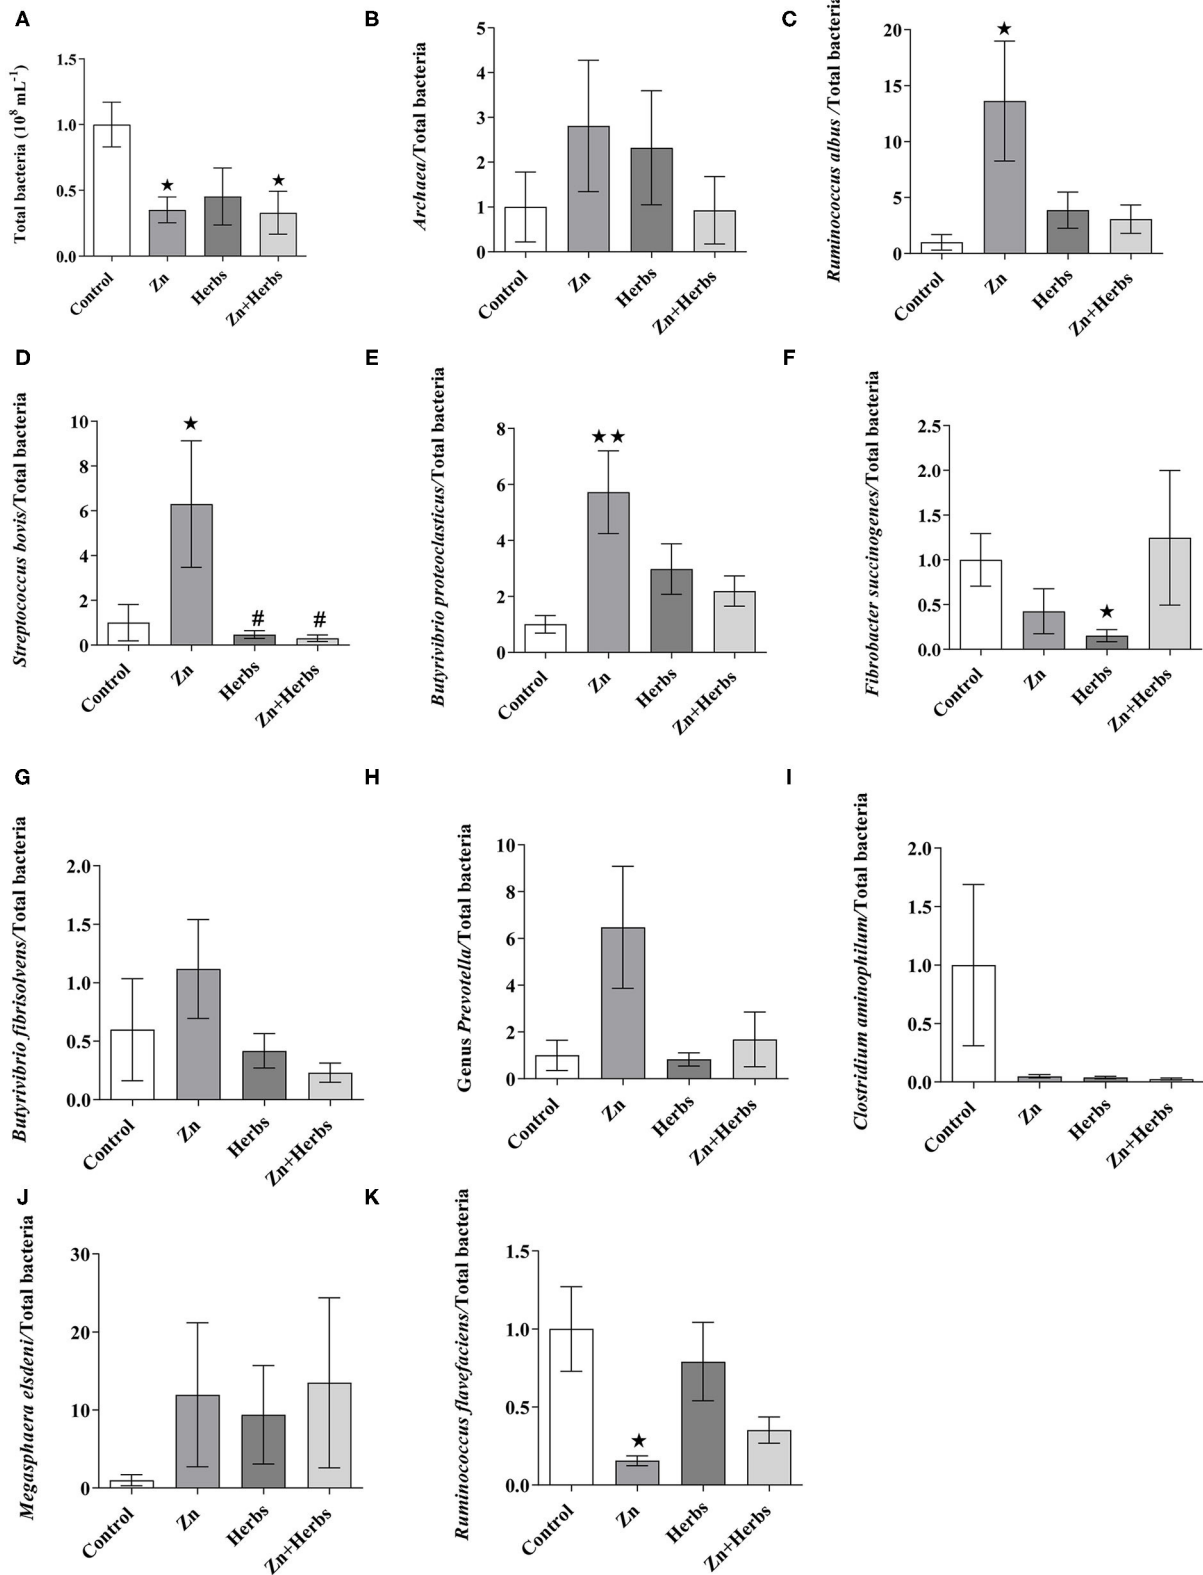 A
Total bacteria (10⁸ mL⁻¹)
1.5
1.0
0.5
0.0
Control
Zn
Herbs
Zn+Herbs
★
★
B
Archaea/Total bacteria
5
4
3
2
1
0
Control
Zn
Herbs
Zn+Herbs
C
Ruminococcus albus /Total bacteria
20
15
10
5
0
Control
Zn
Herbs
Zn+Herbs
★
D
Streptococcus bovis/Total bacteria
10
8
6
4
2
0
Control
Zn
Herbs
Zn+Herbs
★
#
#
E
Butyrivibrio proteoclasticus/Total bacteria
8
6
4
2
0
Control
Zn
Herbs
Zn+Herbs
★★
F
Fibrobacter succinogenes/Total bacteria
2.5
2.0
1.5
1.0
0.5
0.0
Control
Zn
Herbs
Zn+Herbs
★
G
Butyrivibro fibrisolvens/Total bacteria
2.0
1.5
1.0
0.5
0.0
Control
Zn
Herbs
Zn+Herbs
H
Genus Prevotella/Total bacteria
10
8
6
4
2
0
Control
Zn
Herbs
Zn+Herbs
I
Clostridium aminophilum/Total bacteria
2.0
1.5
1.0
0.5
0.0
Control
Zn
Herbs
Zn+Herbs
J
Megasphaera elsdeni/Total bacteria
30
20
10
0
Control
Zn
Herbs
Zn+Herbs
K
Ruminococcus flavefaciens/Total bacteria
1.5
1.0
0.5
0.0
Control
Zn
Herbs
Zn+Herbs
★